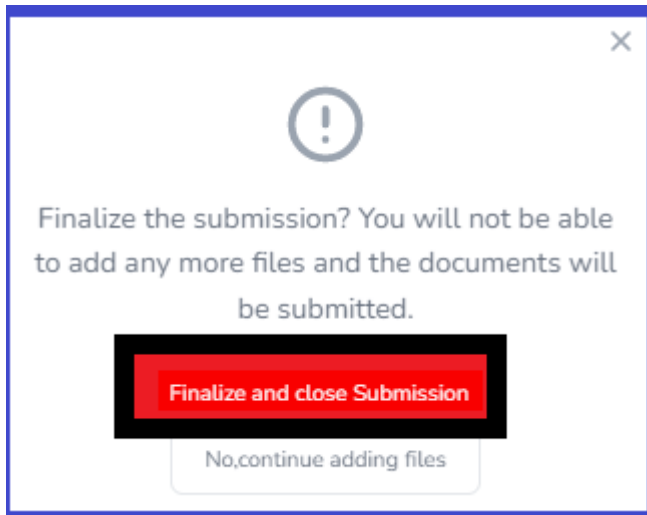 Finalize the submission? You will not be able
to add any more files and the documents will
be submitted.
Finalize and close Submission
No,continue adding files